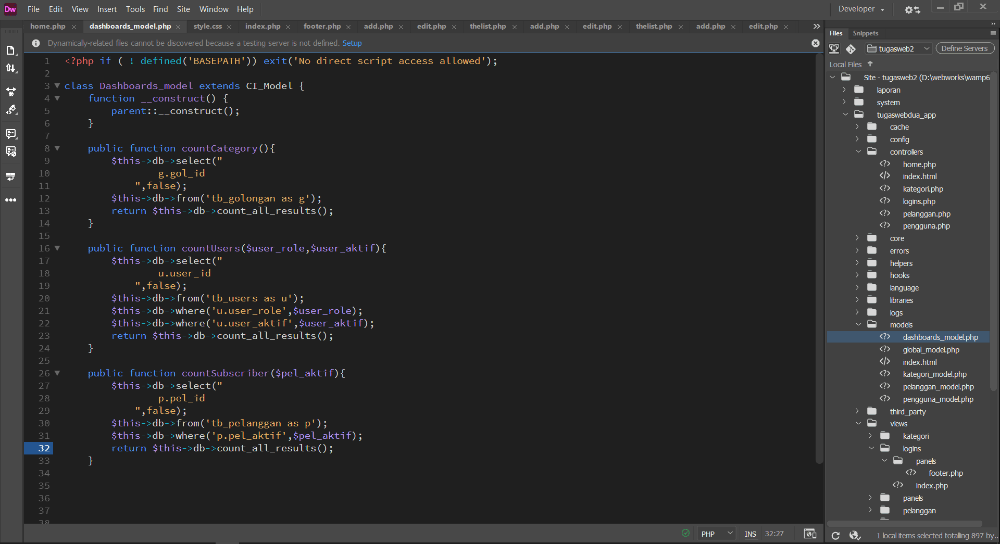 Dw File Edit View Insert Tools Find Site Window Help Developer
home.php dashboards_model.php style.css index.php footer.php add.php edit.php thelist.php add.php edit.php thelist.php add.php edit.php
Dynamically-related files cannot be discovered because a testing server is not defined. Setup
1 <?php if ( ! defined('BASEPATH')) exit('No direct script access allowed');
2
3 class Dashboards_model extends CI_Model {
4 function __construct() {
5 parent::__construct();
6 }
7
8 public function countCategory(){
9 $this->db->select("
10 g.gol_id
11 ",false);
12 $this->db->from('tb_golongan as g');
13 return $this->db->count_all_results();
14 }
15
16 public function countUsers($user_role,$user_aktif){
17 $this->db->select("
18 u.user_id
19 ",false);
20 $this->db->from('tb_users as u');
21 $this->db->where('u.user_role',$user_role);
22 $this->db->where('u.user_aktif',$user_aktif);
23 return $this->db->count_all_results();
24 }
25
26 public function countSubscriber($pel_aktif){
27 $this->db->select("
28 p.pel_id
29 ",false);
30 $this->db->from('tb_pelanggan as p');
31 $this->db->where('p.pel_aktif',$pel_aktif);
32 return $this->db->count_all_results();
33 }
34
35
36
37
38
PHP INS 32:27
Files Snippets
tugasweb2 Define Servers
Local Files
Site - tugasweb2 (D:\webworks\wamp6
laporan
system
tugaswebdua_app
cache
config
controllers
home.php
index.html
kategori.php
logins.php
pelanggan.php
pengguna.php
core
errors
helpers
hooks
language
libraries
logs
models
dashboards_model.php
global_model.php
index.html
kategori_model.php
pelanggan_model.php
pengguna_model.php
third_party
views
kategori
logins
panels
footer.php
index.php
panels
pelanggan
1 local items selected totalling 897 by..